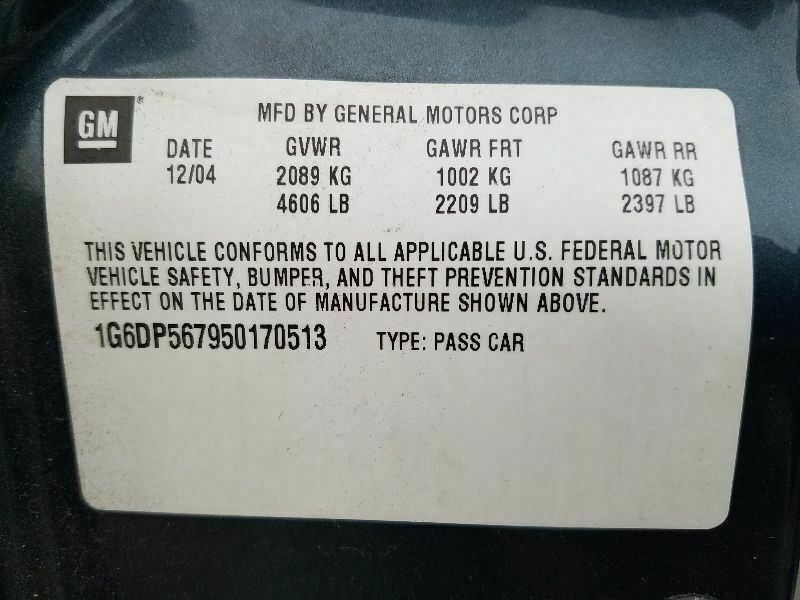 GM
MFD BY GENERAL MOTORS CORP
DATE GVWR GAWR FRT GAWR RR
12/04 2089 KG 1002 KG 1087 KG
4606 LB 2209 LB 2397 LB
THIS VEHICLE CONFORMS TO ALL APPLICABLE U.S. FEDERAL MOTOR
VEHICLE SAFETY, BUMPER, AND THEFT PREVENTION STANDARDS IN
EFFECT ON THE DATE OF MANUFACTURE SHOWN ABOVE.
1G6DP567950170513 TYPE: PASS CAR